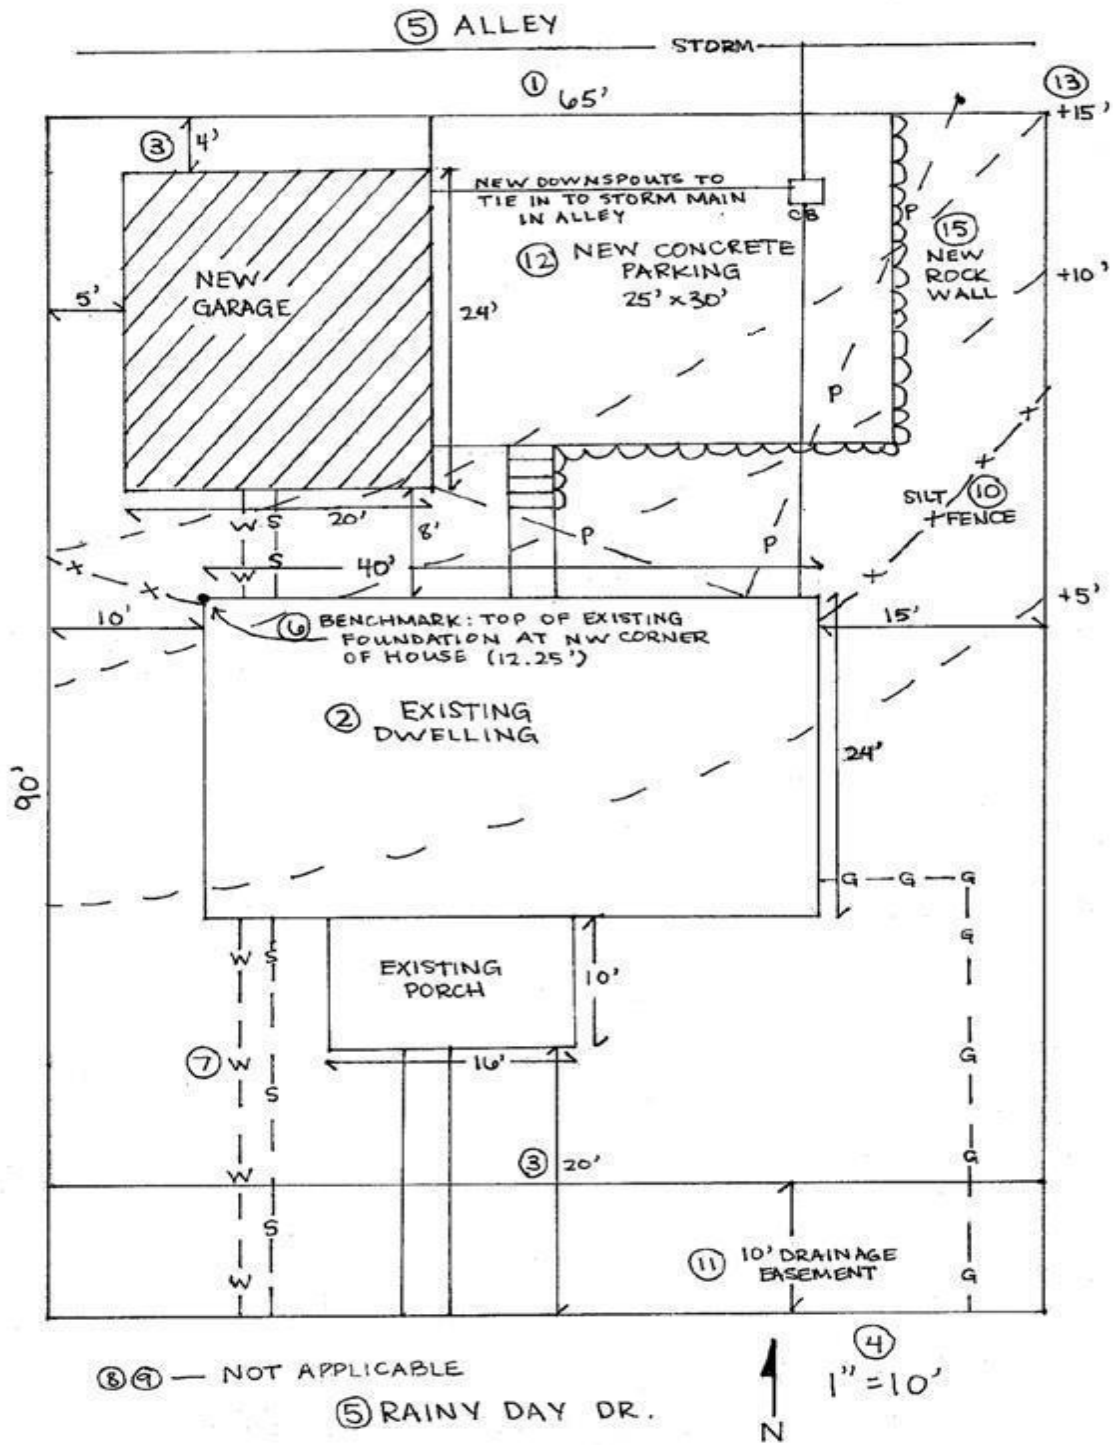 ⑤ ALLEY
STORM
① 65'
⑬
+15'
③ 4'
NEW DOWNSPOUTS TO
TIE IN TO STORM MAIN
IN ALLEY
CB
P
⑮
NEW
ROCK
WALL
⑫ NEW CONCRETE
PARKING
25' x 30'
+10'
NEW
GARAGE
5'
24'
P
SILT ⑩
FENCE
X
X
X
X
20'
W S
8'
P
P
S
W
40'
X
X
+5'
10'
15'
⑥ BENCHMARK: TOP OF EXISTING
FOUNDATION AT NW CORNER
OF HOUSE (12.25')
② EXISTING
DWELLING
24'
90'
G G G
G
W S
EXISTING
PORCH
10'
⑦ W
16'
G
S
③ 20'
G
W
S
⑪ 10' DRAINAGE
EASEMENT
G
W
④
1" = 10'
⑧⑨ — NOT APPLICABLE
⑤ RAINY DAY DR.
N